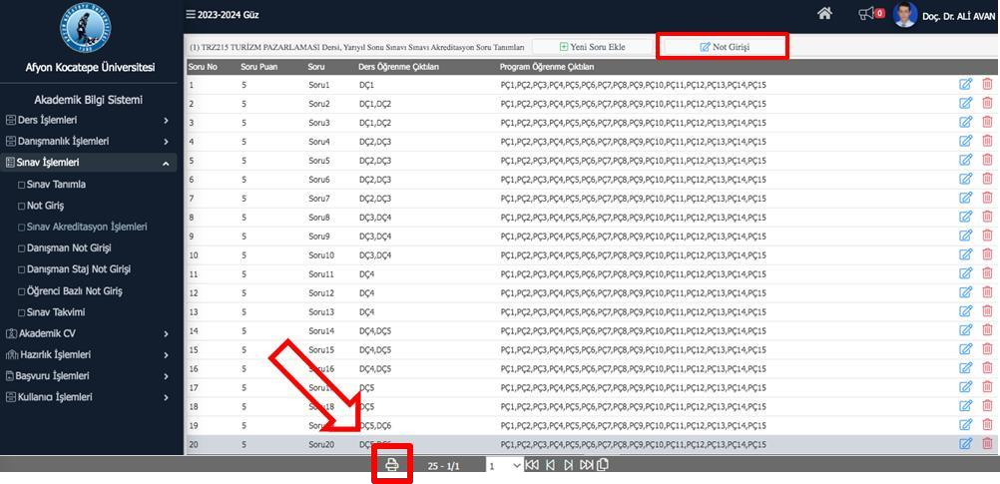 2023-2024 Güz
0
Doç. Dr. ALİ AVAN
Afyon Kocatepe Üniversitesi
Akademik Bilgi Sistemi
Ders İşlemleri
Danışmanlık İşlemleri
Sınav İşlemleri
Sınav Tanımla
Not Giriş
Sınav Akreditasyon İşlemleri
Danışman Not Girişi
Danışman Staj Not Girişi
Öğrenci Bazlı Not Giriş
Sınav Takvimi
Akademik CV
Hazırlık İşlemleri
Başvuru İşlemleri
Kullanıcı İşlemleri
(1) TRZ215 TURİZM PAZARLAMASI Dersi, Yarıyıl Sonu Sınavı Sınavı Akreditasyon Soru Tanımları Yeni Soru Ekle Not Girişi
Soru No Soru Puan Soru Ders Öğrenme Çıktıları Program Öğrenme Çıktıları
1 5 Soru1 DÇ1 PÇ1,PÇ2,PÇ3,PÇ4,PÇ5,PÇ6,PÇ7,PÇ8,PÇ9,PÇ10,PÇ11,PÇ12,PÇ13,PÇ14,PÇ15
2 5 Soru2 DÇ1,DÇ2 PÇ1,PÇ2,PÇ3,PÇ4,PÇ5,PÇ6,PÇ7,PÇ8,PÇ9,PÇ10,PÇ11,PÇ12,PÇ13,PÇ14,PÇ15
3 5 Soru3 DÇ1,DÇ2 PÇ1,PÇ2,PÇ3,PÇ4,PÇ5,PÇ6,PÇ7,PÇ8,PÇ9,PÇ10,PÇ11,PÇ12,PÇ13,PÇ14,PÇ15
4 5 Soru4 DÇ2,DÇ3 PÇ1,PÇ2,PÇ3,PÇ4,PÇ5,PÇ6,PÇ7,PÇ8,PÇ9,PÇ10,PÇ11,PÇ12,PÇ13,PÇ14,PÇ15
5 5 Soru5 DÇ2,DÇ3 PÇ1,PÇ2,PÇ3,PÇ4,PÇ5,PÇ6,PÇ7,PÇ8,PÇ9,PÇ10,PÇ11,PÇ12,PÇ13,PÇ14,PÇ15
6 5 Soru6 DÇ2,DÇ3 PÇ1,PÇ2,PÇ3,PÇ4,PÇ5,PÇ6,PÇ7,PÇ8,PÇ9,PÇ10,PÇ11,PÇ12,PÇ13,PÇ14,PÇ15
7 5 Soru7 DÇ2,DÇ3 PÇ1,PÇ2,PÇ3,PÇ4,PÇ5,PÇ6,PÇ7,PÇ8,PÇ9,PÇ10,PÇ11,PÇ12,PÇ13,PÇ14,PÇ15
8 5 Soru8 DÇ3,DÇ4 PÇ1,PÇ2,PÇ3,PÇ4,PÇ5,PÇ6,PÇ7,PÇ8,PÇ9,PÇ10,PÇ11,PÇ12,PÇ13,PÇ14,PÇ15
9 5 Soru9 DÇ3,DÇ4 PÇ1,PÇ2,PÇ3,PÇ4,PÇ5,PÇ6,PÇ7,PÇ8,PÇ9,PÇ10,PÇ11,PÇ12,PÇ13,PÇ14,PÇ15
10 5 Soru10 DÇ3,DÇ4 PÇ1,PÇ2,PÇ3,PÇ4,PÇ5,PÇ6,PÇ7,PÇ8,PÇ9,PÇ10,PÇ11,PÇ12,PÇ13,PÇ14,PÇ15
11 5 Soru11 DÇ4 PÇ1,PÇ2,PÇ3,PÇ4,PÇ5,PÇ6,PÇ7,PÇ8,PÇ9,PÇ10,PÇ11,PÇ12,PÇ13,PÇ14,PÇ15
12 5 Soru12 DÇ4 PÇ1,PÇ2,PÇ3,PÇ4,PÇ5,PÇ6,PÇ7,PÇ8,PÇ9,PÇ10,PÇ11,PÇ12,PÇ13,PÇ14,PÇ15
13 5 Soru13 DÇ4 PÇ1,PÇ2,PÇ3,PÇ4,PÇ5,PÇ6,PÇ7,PÇ8,PÇ9,PÇ10,PÇ11,PÇ12,PÇ13,PÇ14,PÇ15
14 5 Soru14 DÇ4,DÇ5 PÇ1,PÇ2,PÇ3,PÇ4,PÇ5,PÇ6,PÇ7,PÇ8,PÇ9,PÇ10,PÇ11,PÇ12,PÇ13,PÇ14,PÇ15
15 5 Soru15 DÇ4,DÇ5 PÇ1,PÇ2,PÇ3,PÇ4,PÇ5,PÇ6,PÇ7,PÇ8,PÇ9,PÇ10,PÇ11,PÇ12,PÇ13,PÇ14,PÇ15
16 5 Soru16 DÇ4,DÇ5 PÇ1,PÇ2,PÇ3,PÇ4,PÇ5,PÇ6,PÇ7,PÇ8,PÇ9,PÇ10,PÇ11,PÇ12,PÇ13,PÇ14,PÇ15
17 5 DÇ5 PÇ1,PÇ2,PÇ3,PÇ4,PÇ5,PÇ6,PÇ7,PÇ8,PÇ9,PÇ10,PÇ11,PÇ12,PÇ13,PÇ14,PÇ15
18 5 Soru18 DÇ5 PÇ1,PÇ2,PÇ3,PÇ4,PÇ5,PÇ6,PÇ7,PÇ8,PÇ9,PÇ10,PÇ11,PÇ12,PÇ13,PÇ14,PÇ15
19 5 DÇ5,DÇ6 PÇ1,PÇ2,PÇ3,PÇ4,PÇ5,PÇ6,PÇ7,PÇ8,PÇ9,PÇ10,PÇ11,PÇ12,PÇ13,PÇ14,PÇ15
20 5 Soru20 PÇ1,PÇ2,PÇ3,PÇ4,PÇ5,PÇ6,PÇ7,PÇ8,PÇ9,PÇ10,PÇ11,PÇ12,PÇ13,PÇ14,PÇ15
25 - 1/1 1